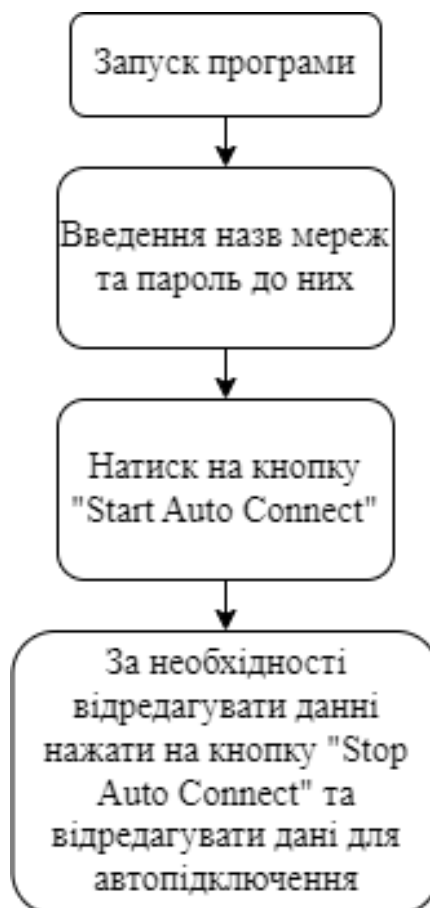 Запуск програми
Введення назв мереж
та пароль до них
Натиск на кнопку
"Start Auto Connect"
За необхідності
відредагувати данні
нажати на кнопку "Stop
Auto Connect" та
відредагувати дані для
автопідключення